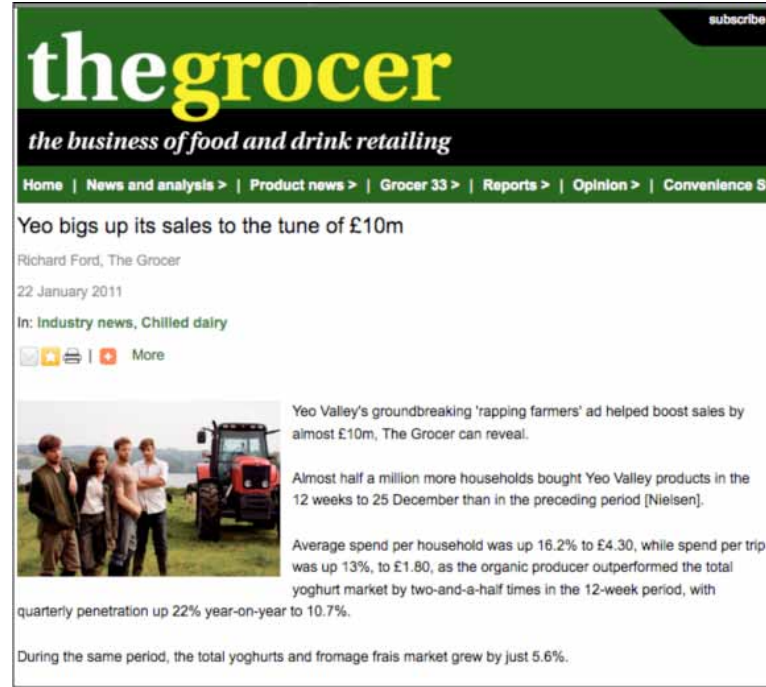 subscribe
thegrocer
the business of food and drink retailing
Home | News and analysis > | Product news > | Grocer 33 > | Reports > | Opinion > | Convenience S
Yeo bigs up its sales to the tune of £10m
Richard Ford, The Grocer
22 January 2011
In: Industry news, Chilled dairy
| More
Yeo Valley's groundbreaking 'rapping farmers' ad helped boost sales by
almost £10m, The Grocer can reveal.
Almost half a million more households bought Yeo Valley products in the
12 weeks to 25 December than in the preceding period [Nielsen].
Average spend per household was up 16.2% to £4.30, while spend per trip
was up 13%, to £1.80, as the organic producer outperformed the total
yoghurt market by two-and-a-half times in the 12-week period, with
quarterly penetration up 22% year-on-year to 10.7%.
During the same period, the total yoghurts and fromage frais market grew by just 5.6%.